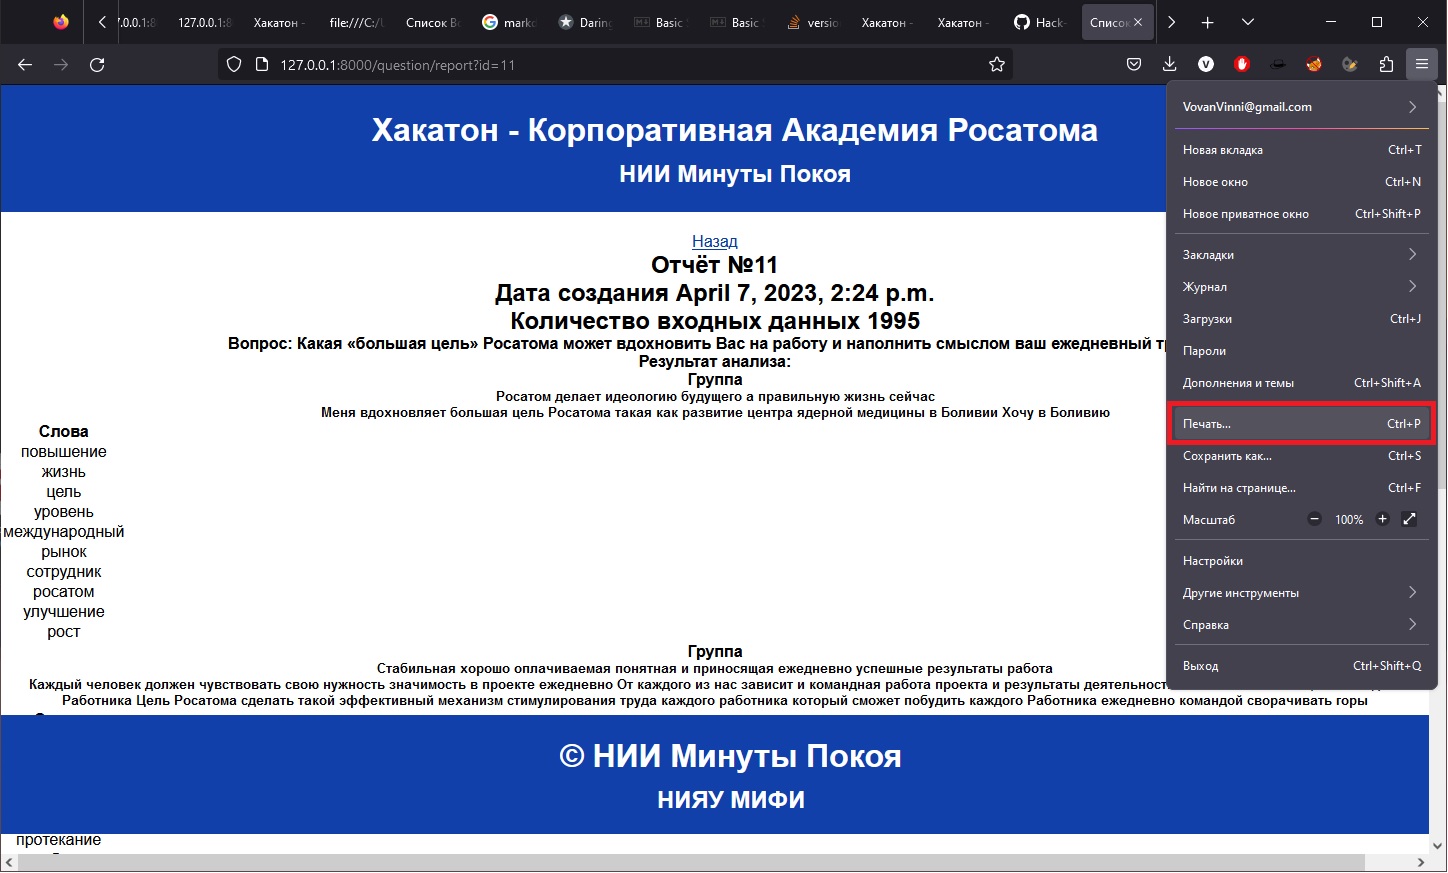 127.0.0.1:8
Хакатон -
file:///C:/U
Список Во
marko
Daring
Basic S
Basic S
versio
Хакатон -
Хакатон -
Hack-
Список
127.0.0.1:8000/question/report?id=11
Хакатон - Корпоративная Академия Росатома
НИИ Минуты Покоя
Назад
Отчёт №11
Дата создания April 7, 2023, 2:24 p.m.
Количество входных данных 1995
Вопрос: Какая «большая цель» Росатома может вдохновить Вас на работу и наполнить смыслом ваш ежедневный
Результат анализа:
Группа
Росатом делает идеологию будущего а правильную жизнь сейчас
Меня вдохновляет большая цель Росатома такая как развитие центра ядерной медицины в Боливии Хочу в Боливию
Слова
повышение
жизнь
цель
уровень
международный
рынок
сотрудник
росатом
улучшение
рост
Группа
Стабильная хорошо оплачиваемая понятная и приносящая ежедневно успешные результаты работа
Каждый человек должен чувствовать свою нужность значимость в проекте ежедневно От каждого из нас зависит и командная работа проекта и результаты деятельност
Работника Цель Росатома сделать такой эффективный механизм стимулирования труда каждого работника который сможет побудить каждого Работника ежедневно командой сворачивать горы
© НИИ Минуты Покоя
НИЯУ МИФИ
протекание
VovanVinni@gmail.com
Новая вкладка Ctrl+T
Новое окно Ctrl+N
Новое приватное окно Ctrl+Shift+P
Закладки
Журнал
Загрузки Ctrl+J
Пароли
Дополнения и темы Ctrl+Shift+A
Печать... Ctrl+P
Сохранить как... Ctrl+S
Найти на странице... Ctrl+F
Масштаб 100%
Настройки
Другие инструменты
Справка
Выход Ctrl+Shift+Q